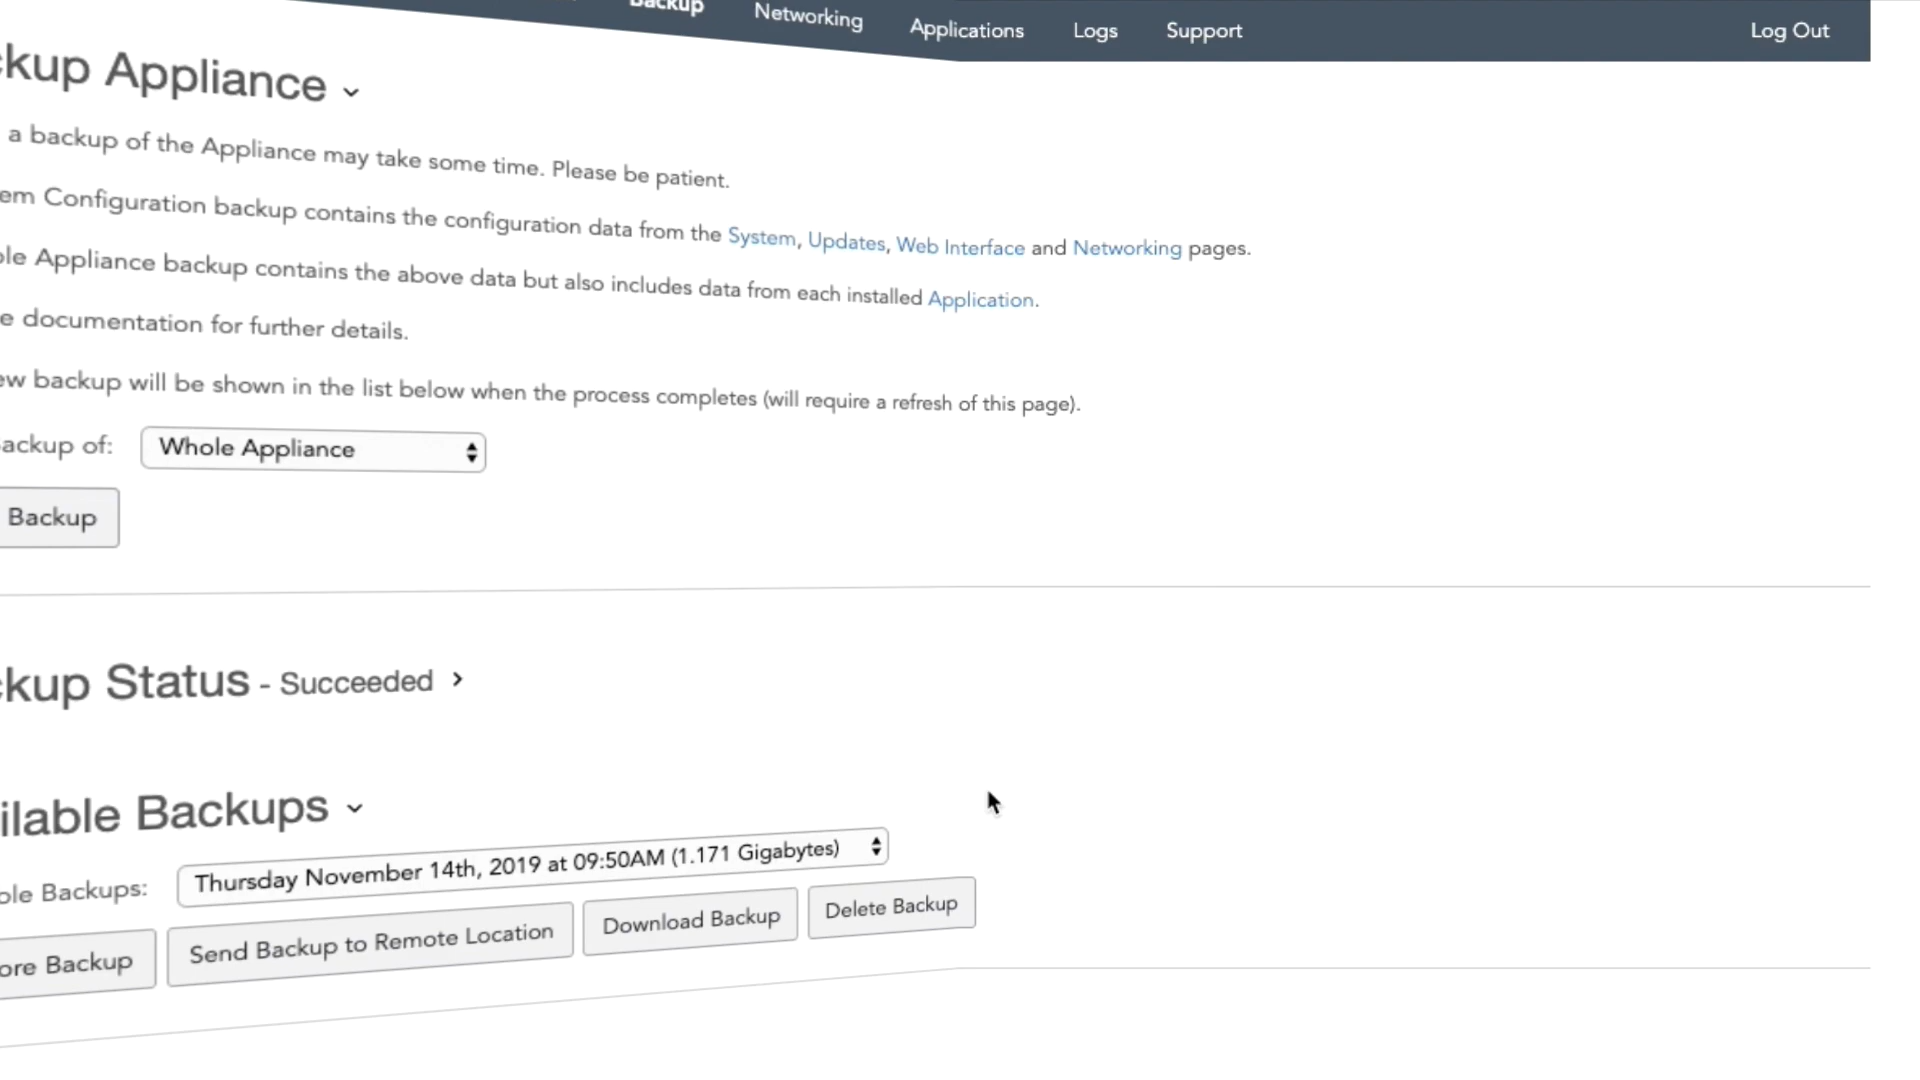 Backup Networking Applications Logs Support Log Out
kup Appliance
a backup of the Appliance may take some time. Please be patient.
em Configuration backup contains the configuration data from the System, Updates, Web Interface and Networking pages.
ole Appliance backup contains the above data but also includes data from each installed Application.
e documentation for further details.
ew backup will be shown in the list below when the process completes (will require a refresh of this page).
ackup of: Whole Appliance
Backup
kup Status - Succeeded
ilable Backups
ble Backups: Thursday November 14th, 2019 at 09:50AM (1.171 Gigabytes)
ore Backup Send Backup to Remote Location Download Backup Delete Backup